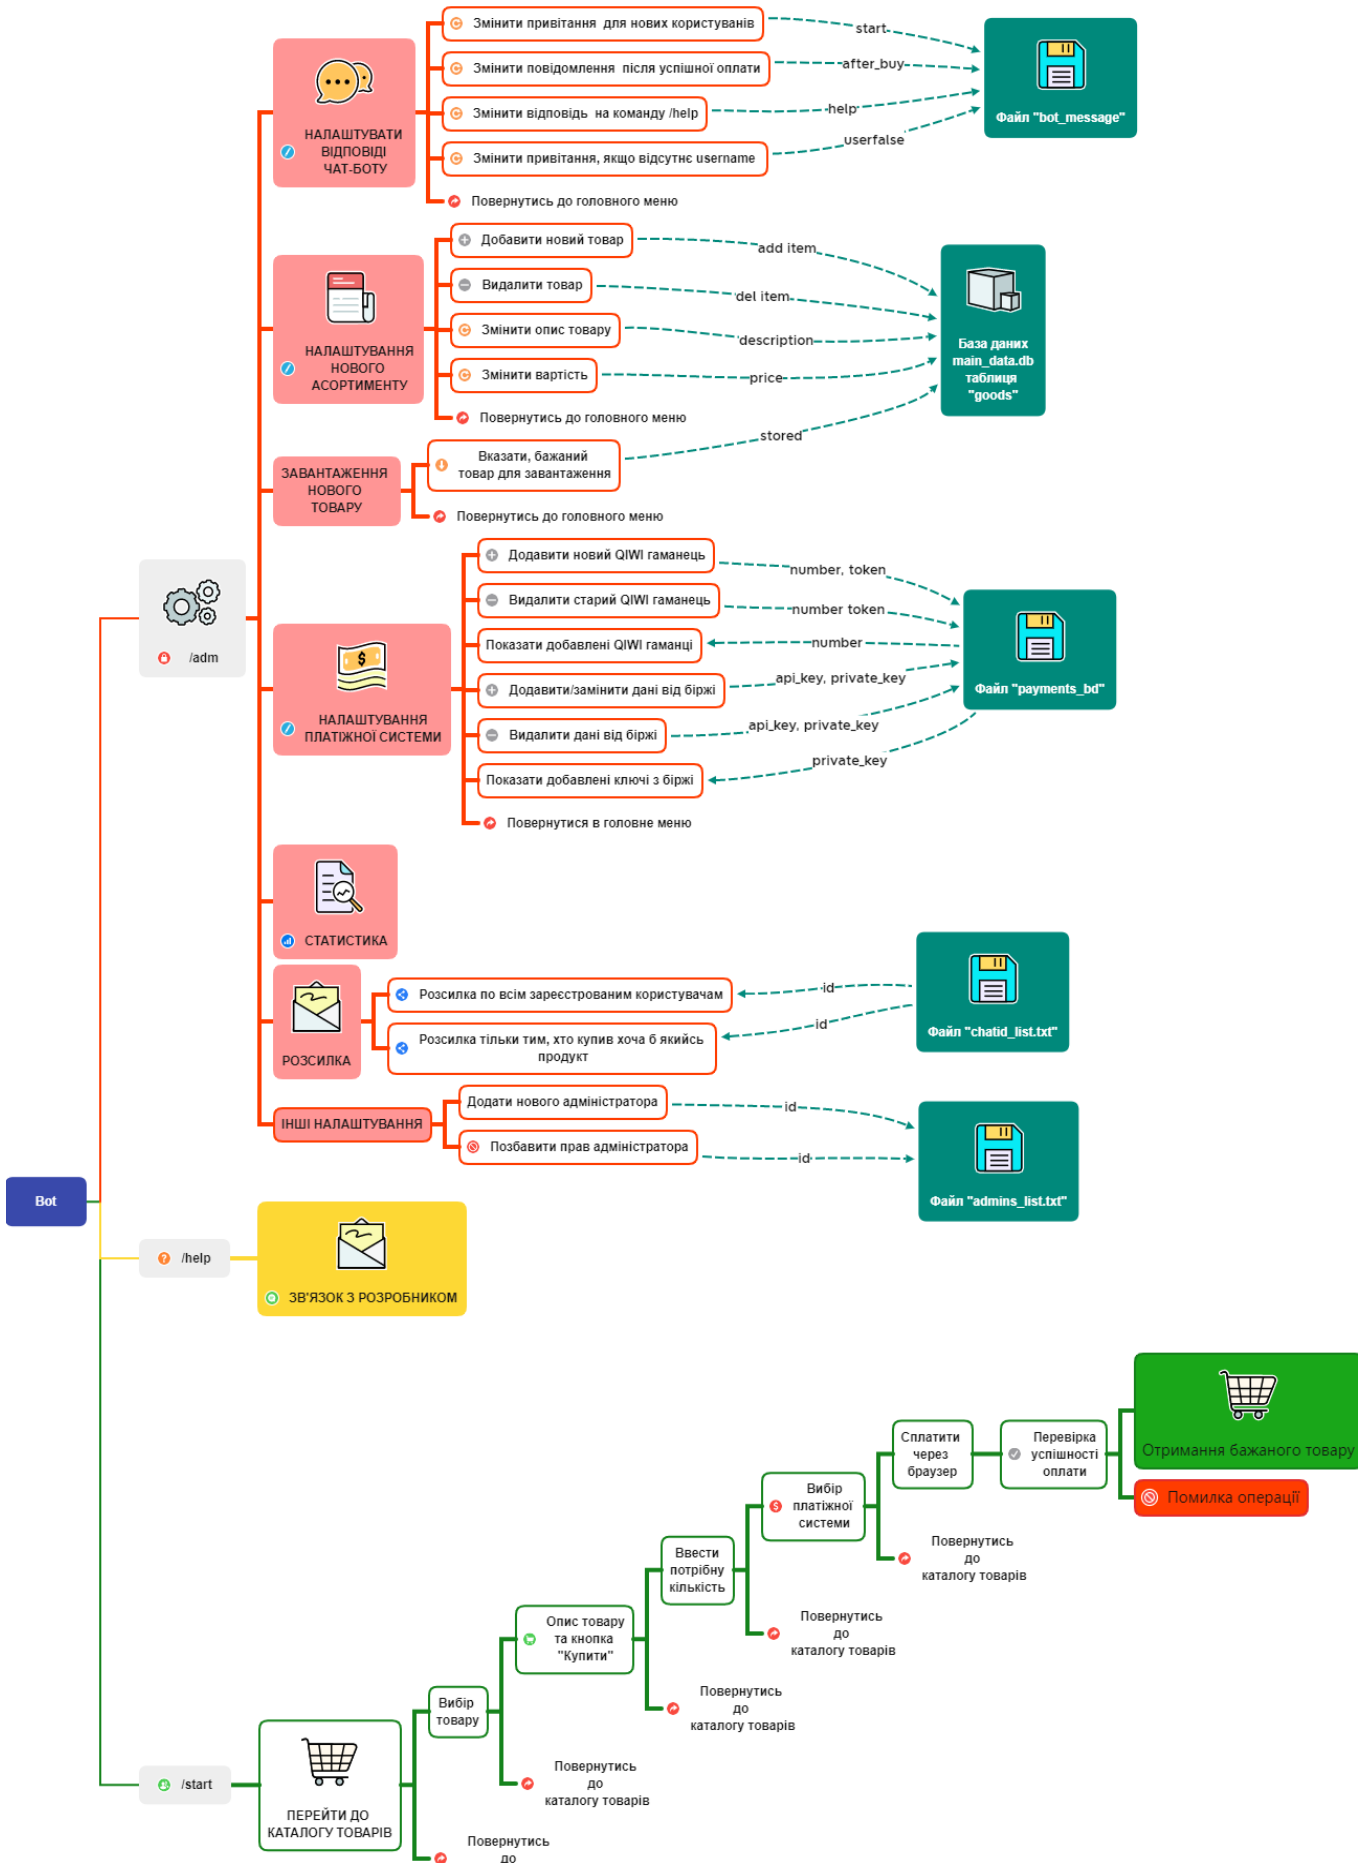 Змінити привітання  для нових користуванів
start
Змінити повідомлення  після успішної оплати
after_buy
Змінити відповідь  на команду /help
help
Змінити привітання, якщо відсутнє username
userfalse
Файл "bot_message"
НАЛАШТУВАТИ
ВІДПОВІДІ
ЧАТ-БОТУ
Повернутись до головного меню
Добавити новий товар
add item
Видалити товар
del item
Змінити опис товару
description
Змінити вартість
price
База даних
main_data.db
таблиця
"goods"
НАЛАШТУВАННЯ
НОВОГО
АСОРТИМЕНТУ
Повернутись до головного меню
stored
Вказати, бажаний
товар для завантаження
ЗАВАНТАЖЕННЯ
НОВОГО
ТОВАРУ
Повернутись до головного меню
Додавити новий QIWI гаманець
number, token
Видалити старий QIWI гаманець
number token
Показати добавлені QIWI гаманці
number
Додавити/замінити дані від біржі
api_key, private_key
Файл "payments_bd"
Видалити дані від біржі
api_key, private_key
Показати добавлені ключі з біржі
private_key
НАЛАШТУВАННЯ
ПЛАТІЖНОЇ СИСТЕМИ
Повернутися в головне меню
/adm
СТАТИСТИКА
Розсилка по всім зареєстрованим користувачам
id
Розсилка тільки тим, хто купив хоча б якийсь
продукт
id
Файл "chatid_list.txt"
РОЗСИЛКА
Додати нового адміністратора
id
ІНШІ НАЛАШТУВАННЯ
Позбавити прав адміністратора
id
Файл "admins_list.txt"
Bot
/help
ЗВ'ЯЗОК З РОЗРОБНИКОМ
Отримання бажаного товару
Сплатити
через
браузер
Перевірка
успішності
оплати
Помилка операції
Вибір
платіжної
системи
Повернутись
до
каталогу товарів
Ввести
потрібну
кількість
Повернутись
до
каталогу товарів
Опис товару
та кнопка
"Купити"
Повернутись
до
каталогу товарів
Вибір
товару
Повернутись
до
каталогу товарів
/start
ПЕРЕЙТИ ДО
КАТАЛОГУ ТОВАРІВ
Повернутись
до